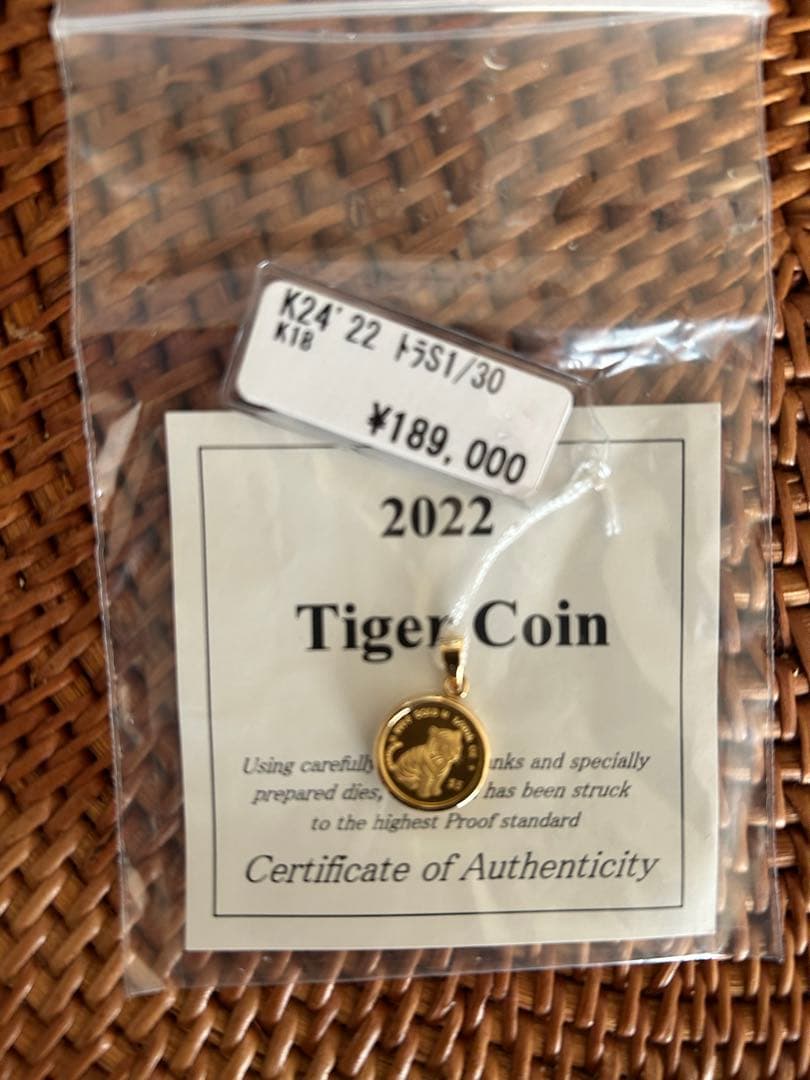 K24'22 トラS1/30
K18
¥189,000
2022
Tiger Coin
Using carefully nks and specially
prepared dies, has been struck
to the highest Proof standard
Certificate of Authenticity